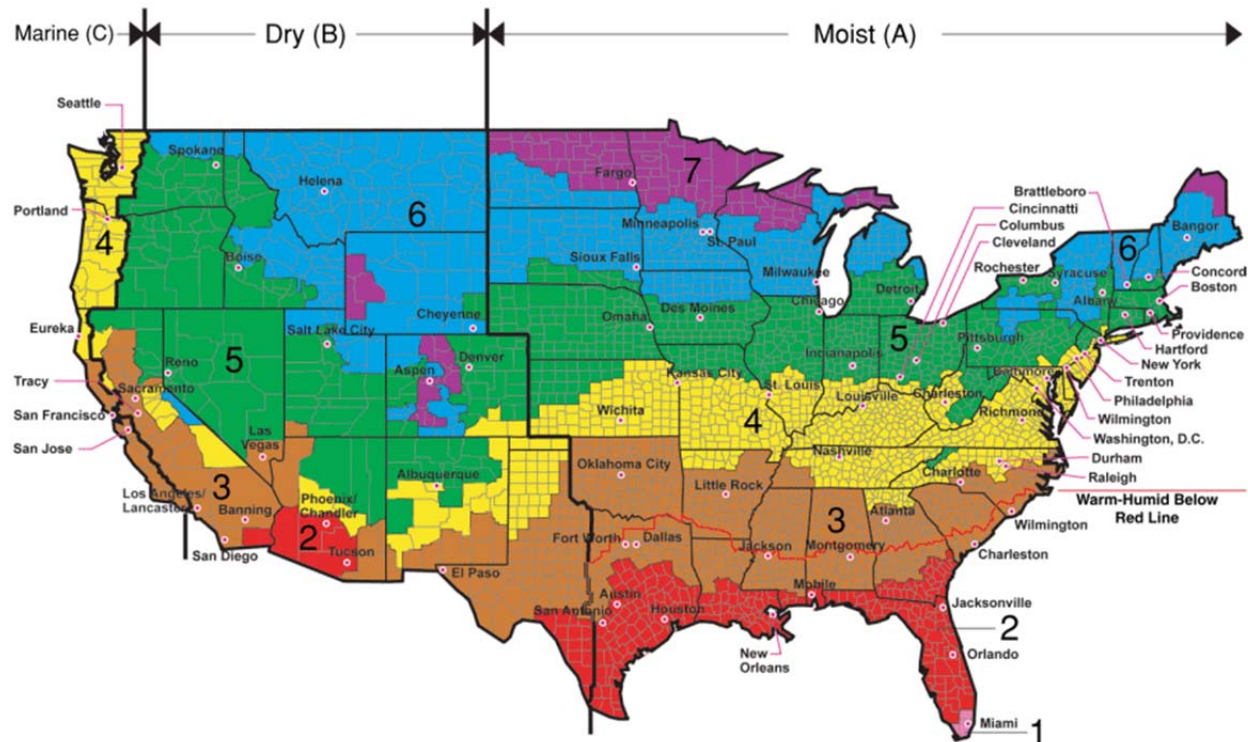 Marine (C)
Dry (B)
Moist (A)
Seattle
Spokane
Helena
Fargo
7
Portland
4
6
Minneapolis
St. Paul
Brattleboro
Cincinnatti
Columbus
Cleveland
Bangor
6
Boise
Sioux Falls
Milwaukee
Rochester
Syracuse
Concord
Boston
Detroit
Albany
Chicago
Des Moines
Eureka
Salt Lake City
Cheyenne
Omaha
5
Pittsburgh
Providence
Hartford
New York
Reno
5
Aspen
Denver
Indianapolis
Kansas City
St. Louis
Baltimore
Trenton
Philadelphia
Tracy
Sacramento
San Francisco
San Jose
Wichita
4
Louisville
Charleston
Richmond
Wilmington
Washington, D.C.
Las
Vegas
Nashville
Durham
Raleigh
Charlotte
Albuquerque
Oklahoma City
Little Rock
3
Los Angeles/
Lancaster
Banning
Phoenix/
Chandler
2
Atlanta
3
Warm-Humid Below
Red Line
Wilmington
San Diego
Tucson
El Paso
Fort Worth
Dallas
Jackson
Montgomery
Charleston
Austin
San Antonio
Houston
Mobile
Jacksonville
2
New
Orleans
Orlando
Miami
1